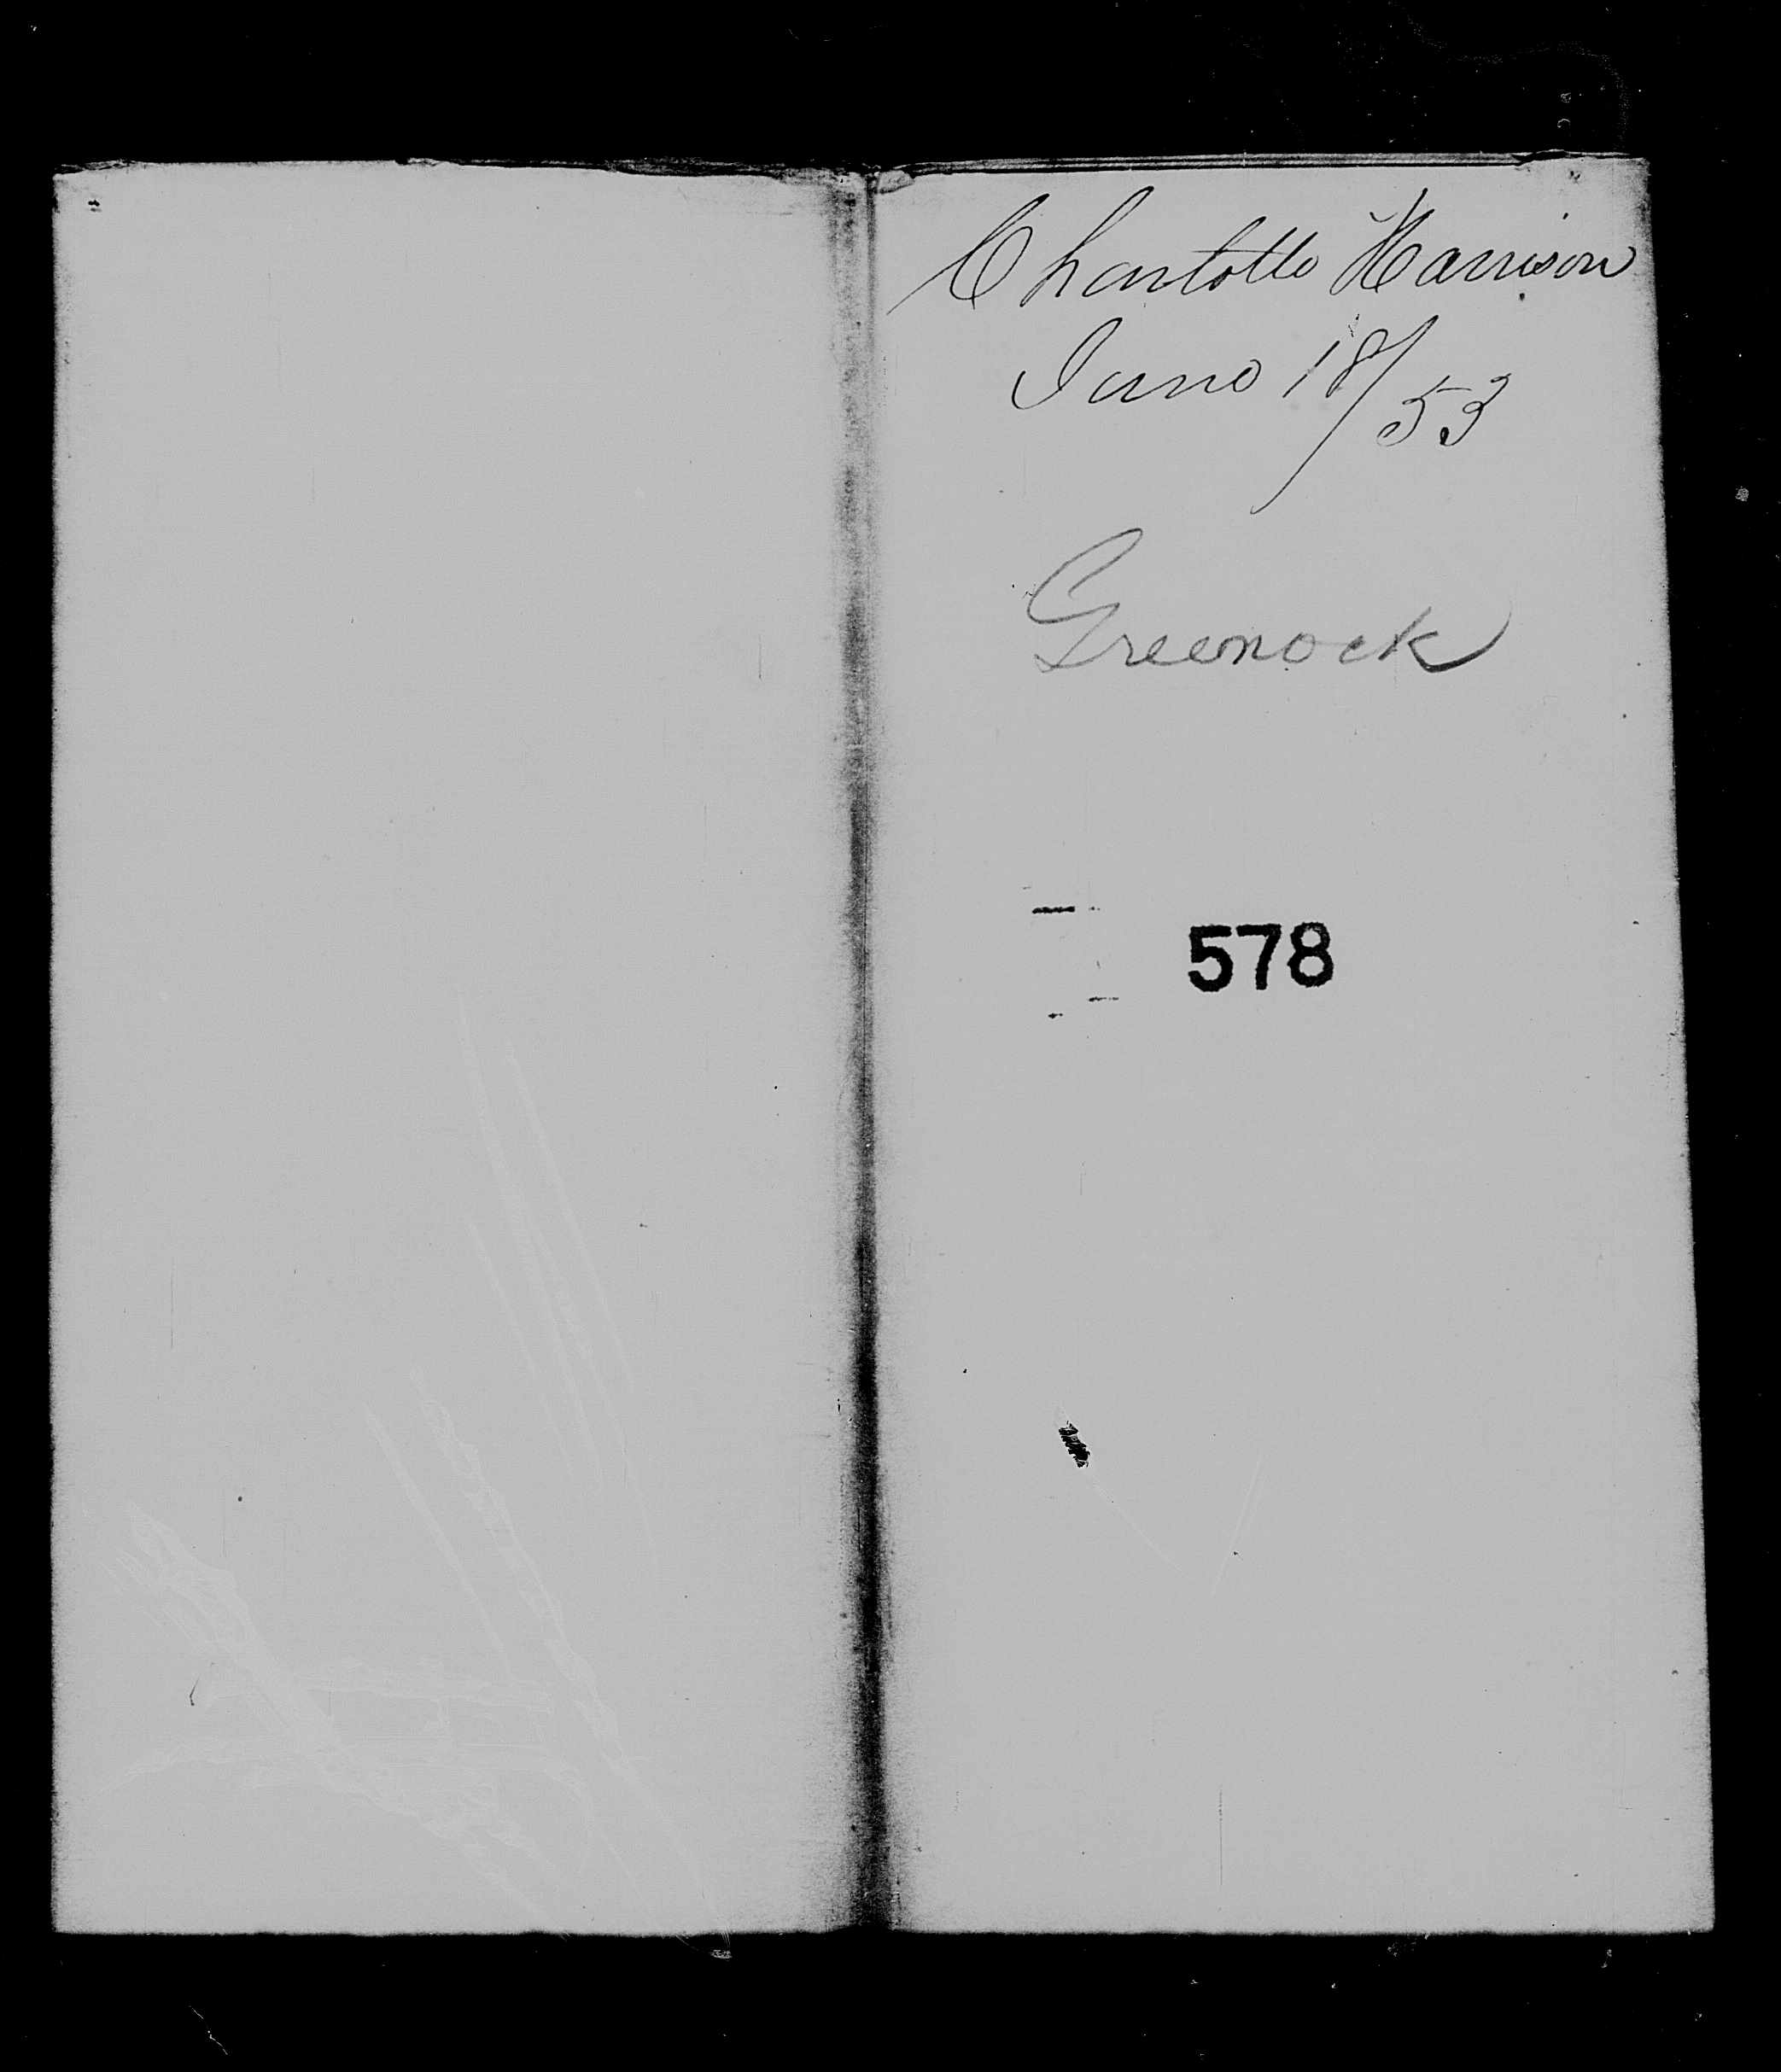 Charlotte Harrison
June 18/53
Greenock
578